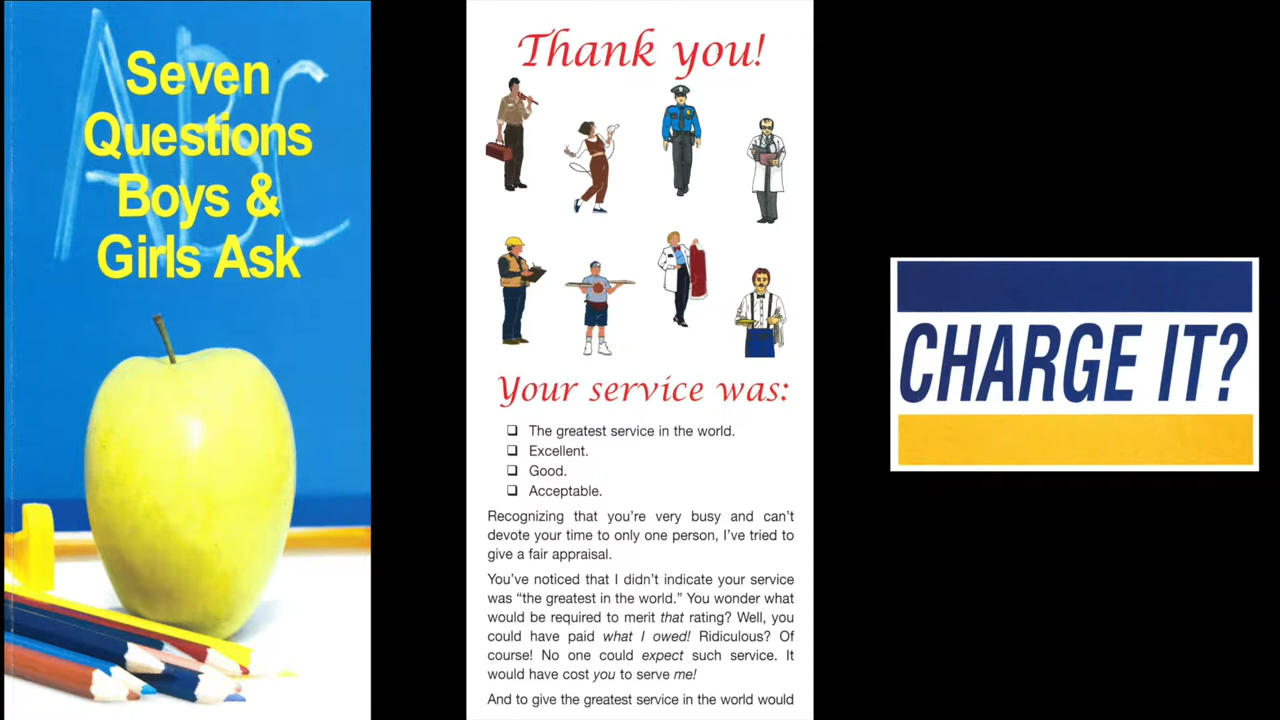 ABC
Seven
Questions
Boys &
Girls Ask
Thank you!
Your service was:
❑ The greatest service in the world.
❑ Excellent.
❑ Good.
❑ Acceptable.
Recognizing that you're very busy and can't
devote your time to only one person, I've tried to
give a fair appraisal.
You've noticed that I didn't indicate your service
was “the greatest in the world.” You wonder what
would be required to merit that rating? Well, you
could have paid what I owed! Ridiculous? Of
course! No one could expect such service. It
would have cost you to serve me!
And to give the greatest service in the world would
CHARGE IT?